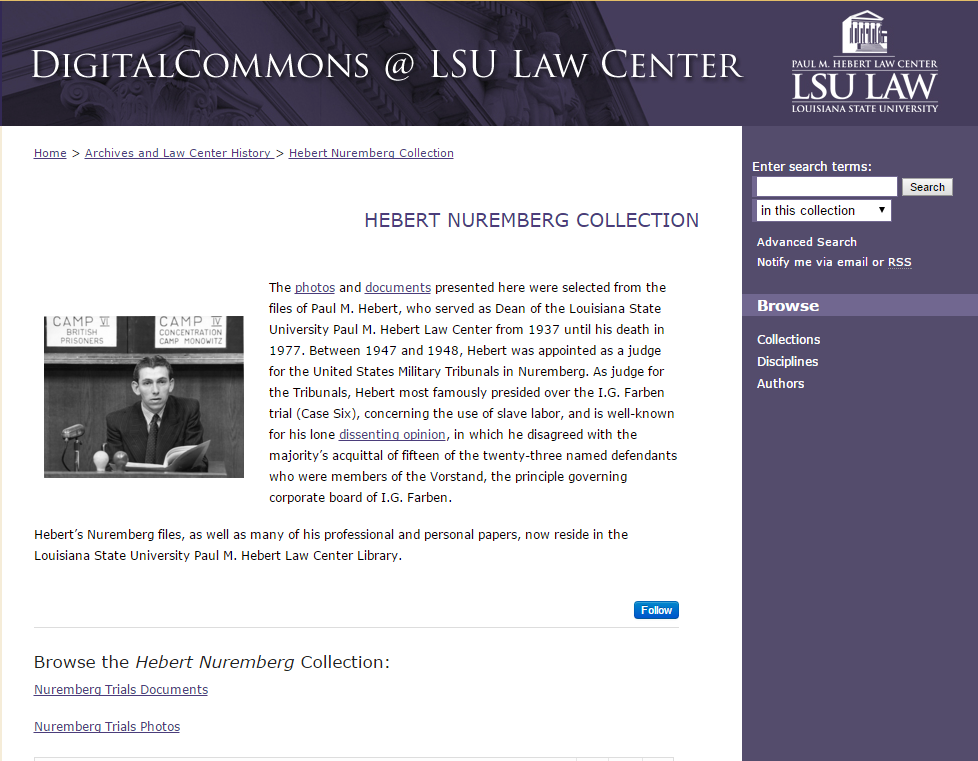 DIGITALCOMMONS @ LSU LAW CENTER
PAUL M. HEBERT LAW CENTER
LSU LAW
LOUISIANA STATE UNIVERSITY
Home > Archives and Law Center History > Hebert Nuremberg Collection
HEBERT NUREMBERG COLLECTION
CAMP VI
BRITISH
PRISONERS
CAMP IV
CONCENTRATION
CAMP MONOWITZ
The photos and documents presented here were selected from the
files of Paul M. Hebert, who served as Dean of the Louisiana State
University Paul M. Hebert Law Center from 1937 until his death in
1977. Between 1947 and 1948, Hebert was appointed as a judge
for the United States Military Tribunals in Nuremberg. As judge for
the Tribunals, Hebert most famously presided over the I.G. Farben
trial (Case Six), concerning the use of slave labor, and is well-known
for his lone dissenting opinion, in which he disagreed with the
majority's acquittal of fifteen of the twenty-three named defendants
who were members of the Vorstand, the principle governing
corporate board of I.G. Farben.
Hebert's Nuremberg files, as well as many of his professional and personal papers, now reside in the
Louisiana State University Paul M. Hebert Law Center Library.
Follow
Browse the Hebert Nuremberg Collection:
Nuremberg Trials Documents
Nuremberg Trials Photos
Enter search terms:
Search
in this collection
Advanced Search
Notify me via email or RSS
Browse
Collections
Disciplines
Authors